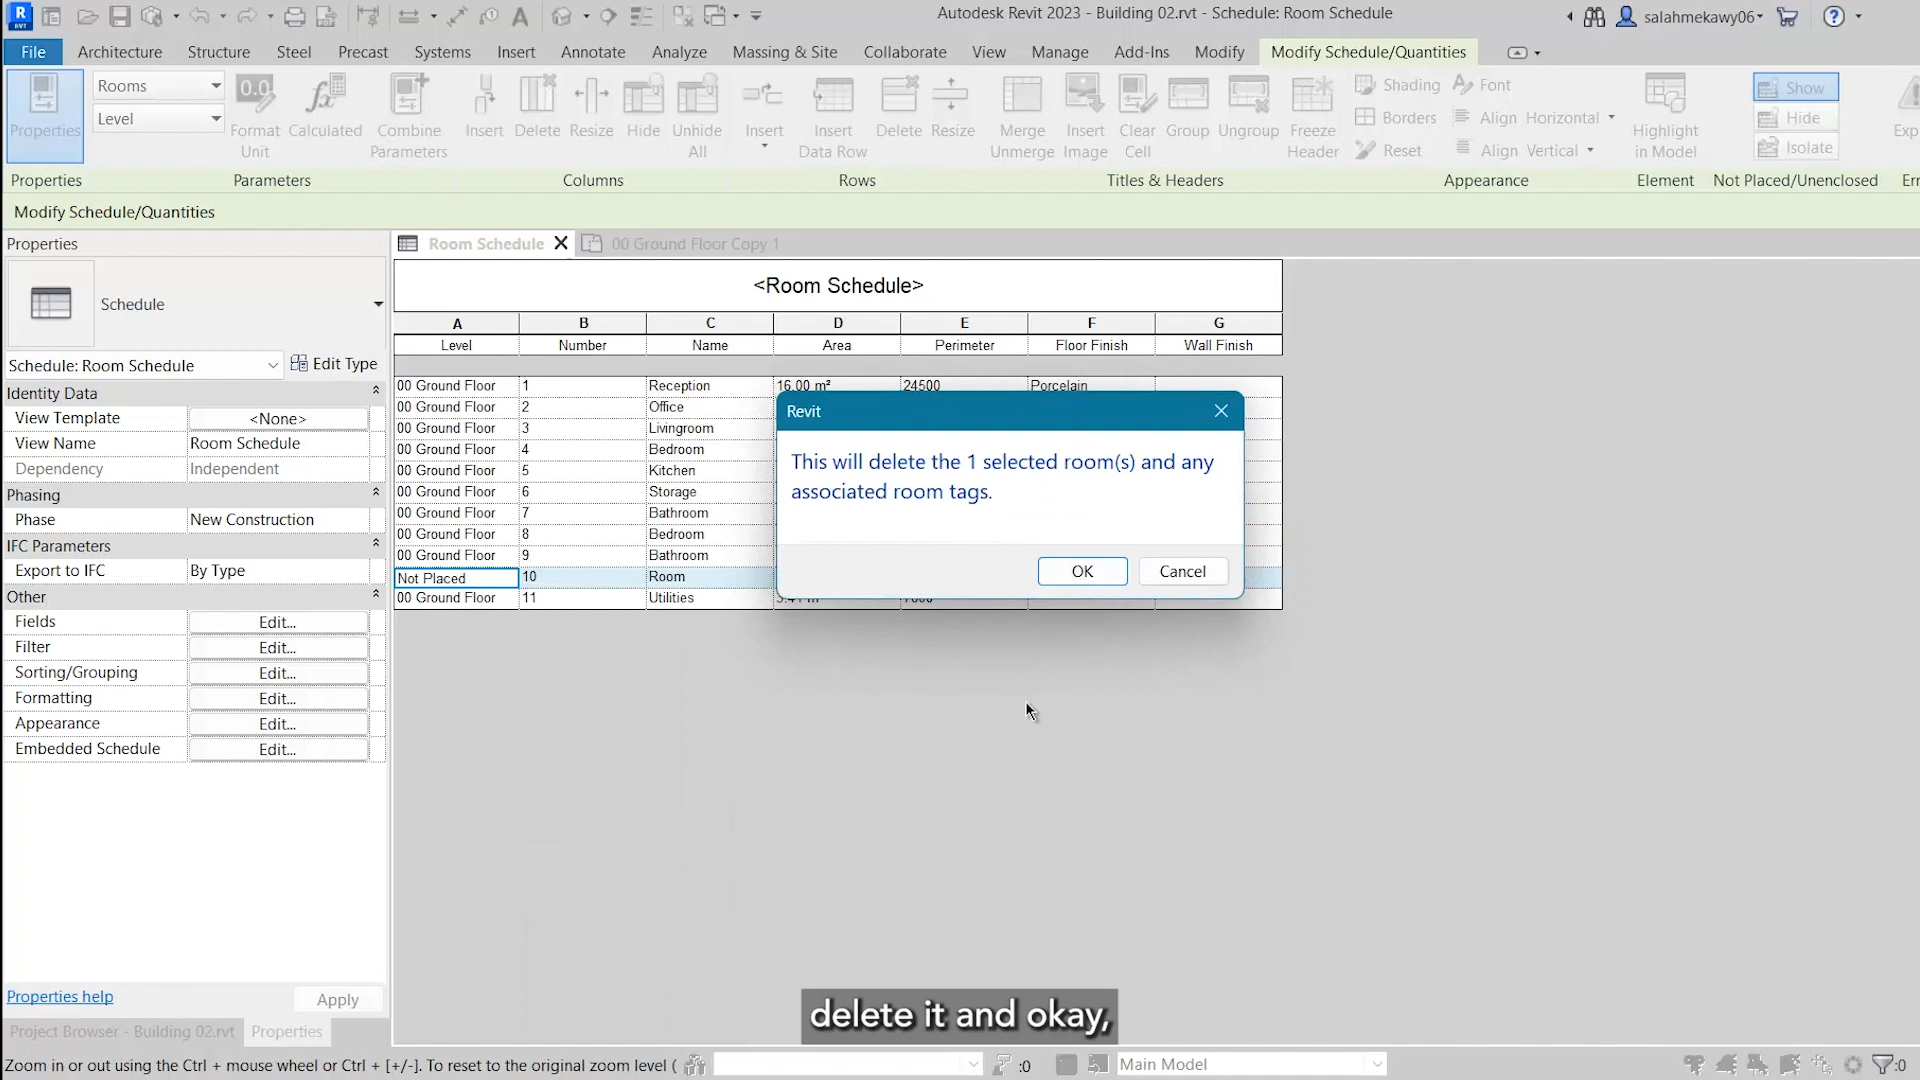 Autodesk Revit 2023 - Building 02.rvt - Schedule: Room Schedule
salahmekawy06
File Architecture Structure Steel Precast Systems Insert Annotate Analyze Massing & Site Collaborate View Manage Add-Ins Modify Modify Schedule/Quantities
Properties
Rooms
Level
Format Unit
Calculated
Combine Parameters
Insert
Delete
Resize
Hide
Unhide All
Insert
Insert Data Row
Delete
Resize
Merge Unmerge
Insert Image
Clear Cell
Group
Ungroup
Freeze Header
Shading
Borders
Reset
Font
Align Horizontal
Align Vertical
Highlight in Model
Show
Hide
Isolate
Properties Parameters Columns Rows Titles & Headers Appearance Element Not Placed/Unenclosed
Modify Schedule/Quantities
Properties
Schedule
Schedule: Room Schedule
Edit Type
Identity Data
View Template <None>
View Name Room Schedule
Dependency Independent
Phasing
Phase New Construction
IFC Parameters
Export to IFC By Type
Other
Fields Edit...
Filter Edit...
Sorting/Grouping Edit...
Formatting Edit...
Appearance Edit...
Embedded Schedule Edit...
Properties help
Apply
Project Browser - Building 02.rvt
Properties
Room Schedule
00 Ground Floor Copy 1
<Room Schedule>
A B C D E F G
Level Number Name Area Perimeter Floor Finish Wall Finish
00 Ground Floor 1 Reception 16.00 m² 24500 Porcelain
00 Ground Floor 2 Office
00 Ground Floor 3 Livingroom
00 Ground Floor 4 Bedroom
00 Ground Floor 5 Kitchen
00 Ground Floor 6 Storage
00 Ground Floor 7 Bathroom
00 Ground Floor 8 Bedroom
00 Ground Floor 9 Bathroom
Not Placed 10 Room
00 Ground Floor 11 Utilities
Revit
This will delete the 1 selected room(s) and any
associated room tags.
OK
Cancel
delete it and okay,
Zoom in or out using the Ctrl + mouse wheel or Ctrl + [+/-]. To reset to the original zoom level (
:0
Main Model
:0